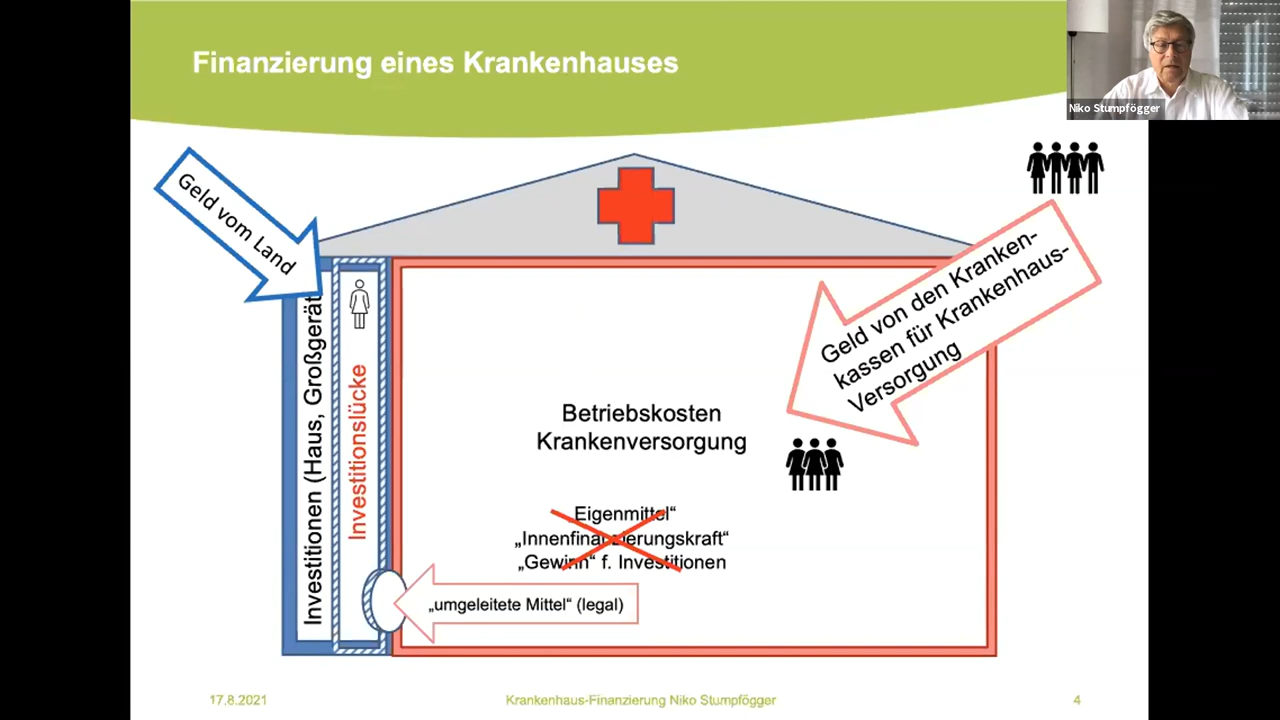 Finanzierung eines Krankenhauses
Niko Stumpfögger
Geld vom Land
Geld von den Kranken-
kassen für Krankenhaus-
Versorgung
Investitionen (Haus, Großgerät
Investitionslücke
Betriebskosten
Krankenversorgung
„Eigenmittel“
„Innenfinanzierungskraft“
„Gewinn“ f. Investitionen
„umgeleitete Mittel“ (legal)
17.8.2021
Krankenhaus-Finanzierung Niko Stumpfögger
4